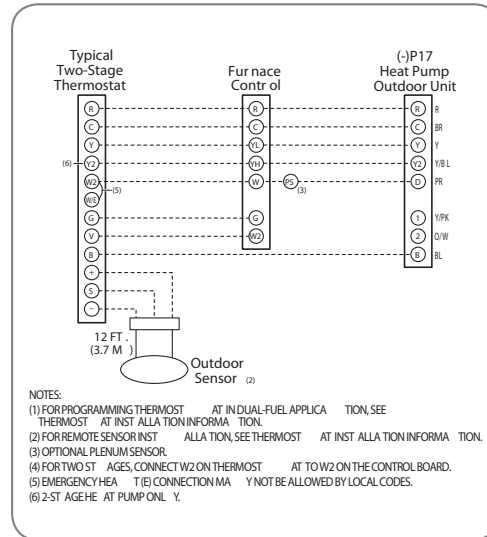 Typical
Two-Stage
Thermostat
Fur nace
Contr ol
(-)P17
Heat Pump
Outdoor Unit
R R R R
C C C BR
Y YL Y Y
(6) Y2 YH Y2 Y/B L
W2 (5) W PS (3) D PR
W/E
G G 1 Y/PK
V W2 2 O/W
B B BL
+
S
–
12 FT .
(3.7 M )
Outdoor
Sensor (2)
NOTES:
(1) FOR PROGRAMMING THERMOST AT IN DUAL-FUEL APPLICA TION, SEE
THERMOST AT INST ALLA TION INFORMA TION.
(2) FOR REMOTE SENSOR INST ALLA TION, SEE THERMOST AT INST ALLA TION INFORMA TION.
(3) OPTIONAL PLENUM SENSOR.
(4) FOR TWO ST AGES, CONNECT W2 ON THERMOST AT TO W2 ON THE CONTROL BOARD.
(5) EMERGENCY HEA T (E) CONNECTION MA Y NOT BE ALLOWED BY LOCAL CODES.
(6) 2-ST AGE HE AT PUMP ONL Y.